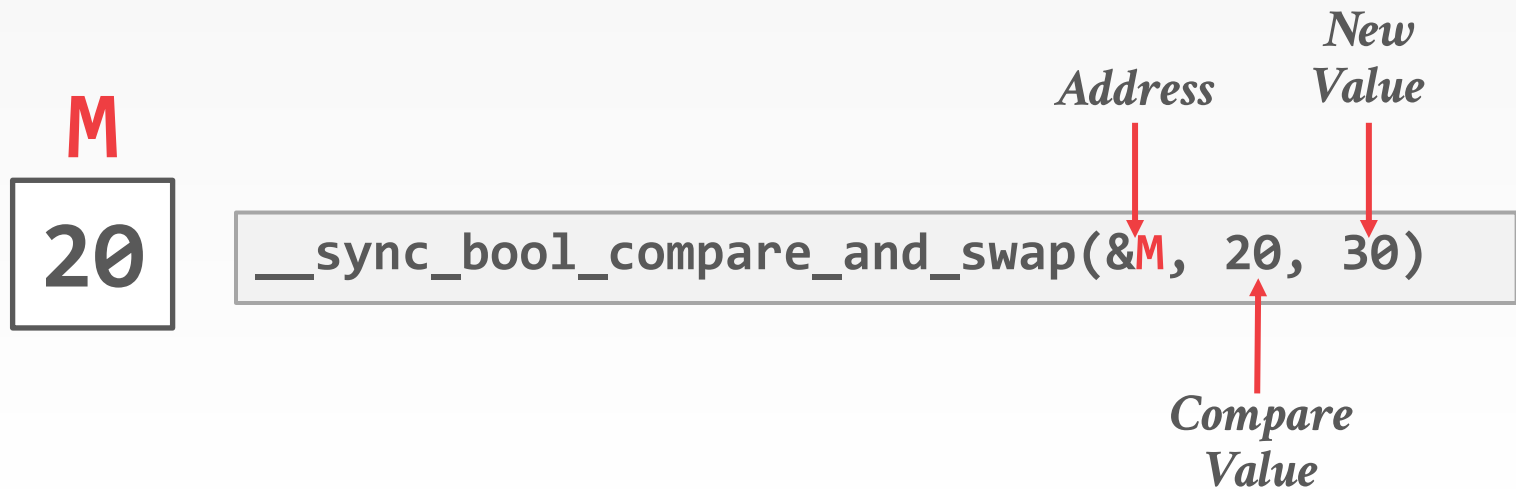 New
Value
Address
M
20
__sync_bool_compare_and_swap(&M, 20, 30)
Compare
Value